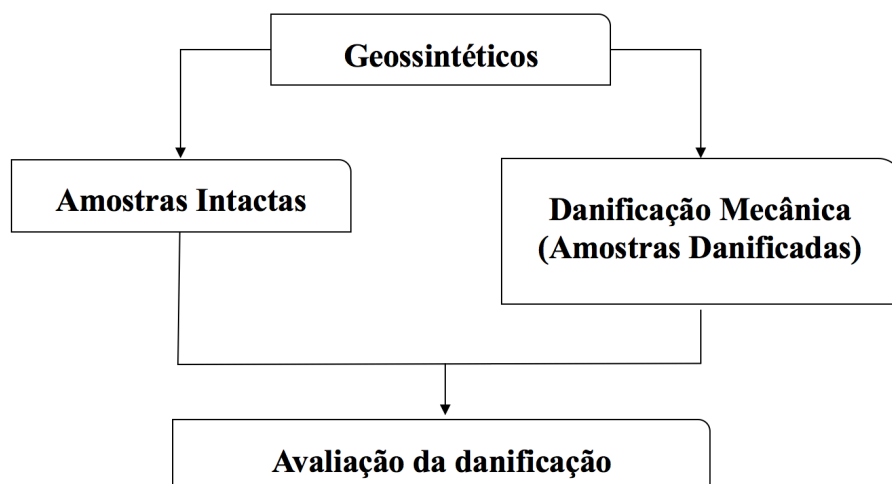 Geossintéticos
Amostras Intactas
Danificação Mecânica
(Amostras Danificadas)
Avaliação da danificação